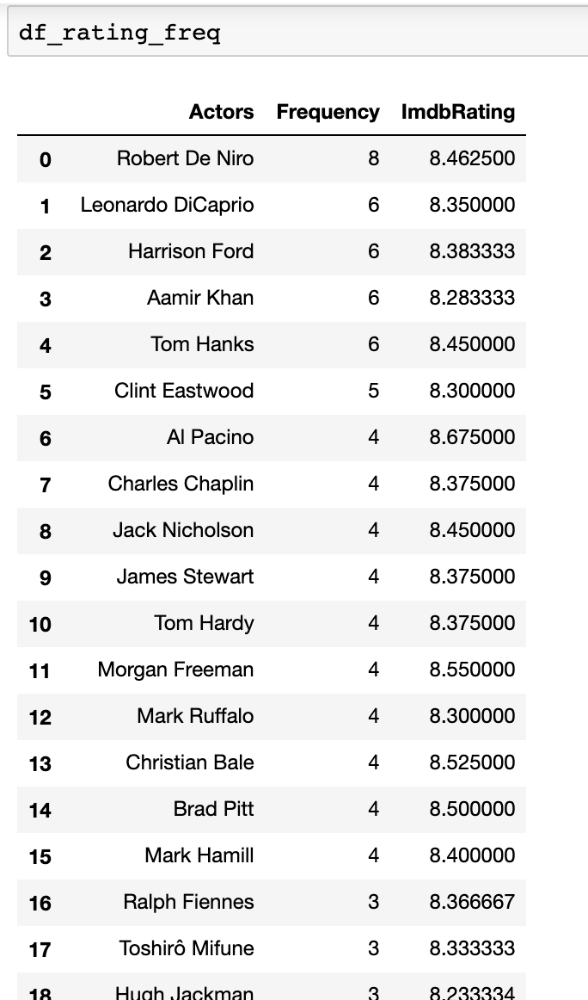 df_rating_freq
Actors Frequency ImdbRating
0 Robert De Niro 8 8.462500
1 Leonardo DiCaprio 6 8.350000
2 Harrison Ford 6 8.383333
3 Aamir Khan 6 8.283333
4 Tom Hanks 6 8.450000
5 Clint Eastwood 5 8.300000
6 Al Pacino 4 8.675000
7 Charles Chaplin 4 8.375000
8 Jack Nicholson 4 8.450000
9 James Stewart 4 8.375000
10 Tom Hardy 4 8.375000
11 Morgan Freeman 4 8.550000
12 Mark Ruffalo 4 8.300000
13 Christian Bale 4 8.525000
14 Brad Pitt 4 8.500000
15 Mark Hamill 4 8.400000
16 Ralph Fiennes 3 8.366667
17 Toshirô Mifune 3 8.333333
18 Hugh Jackman 3 8.233334